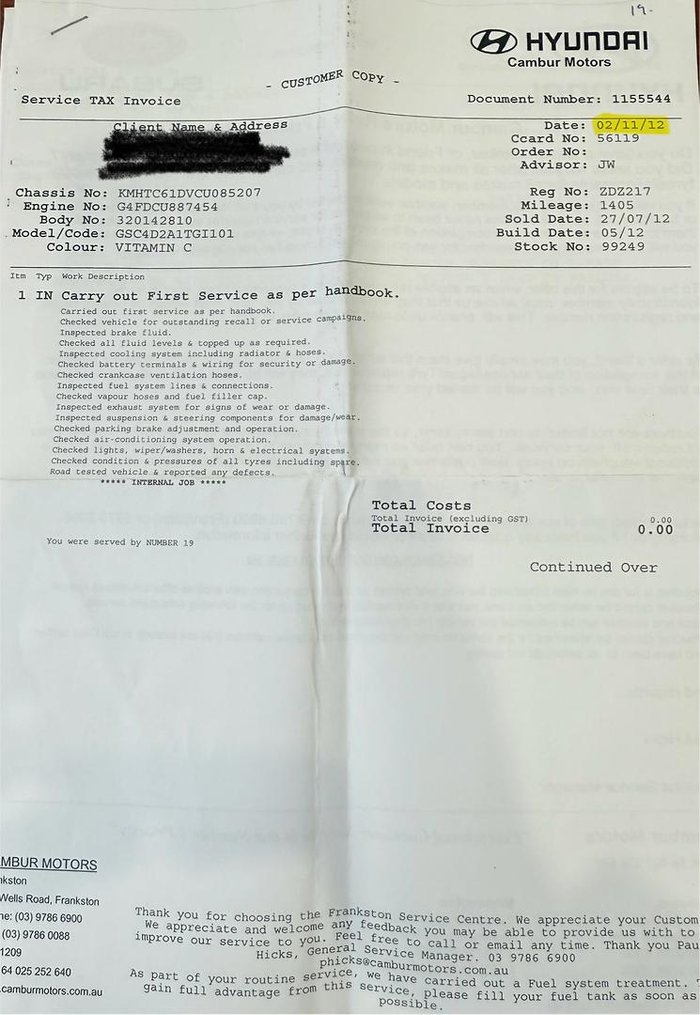 19-
HYUNDAI
Cambur Motors
- CUSTOMER COPY -
Service TAX Invoice
Document Number: 1155544
Client Name & Address
Date: 02/11/12
Ccard No: 56119
Order No:
Advisor: JW
Chassis No: KMHTC61DVCU085207
Engine No: G4FDCU887454
Body No: 320142810
Model/Code: GSC4D2A1TGI101
Colour: VITAMIN C
Reg No: ZDZ217
Mileage: 1405
Sold Date: 27/07/12
Build Date: 05/12
Stock No: 99249
Itm Typ Work Description
1 IN Carry out First Service as per handbook.
Carried out first service as per handbook.
Checked vehicle for outstanding recall or service campaigns.
Inspected brake fluid.
Checked all fluid levels & topped up as required.
Inspected cooling system including radiator & hoses.
Checked battery terminals & wiring for security or damage.
Checked crankcase ventilation hoses.
Inspected fuel system lines & connections.
Checked vapour hoses and fuel filler cap.
Inspected exhaust system for signs of wear or damage.
Inspected suspension & steering components for damage/wear.
Checked parking brake adjustment and operation.
Checked air-conditioning system operation.
Checked lights, wiper/washers, horn & electrical systems.
Checked condition & pressures of all tyres including spare.
Road tested vehicle & reported any defects.
***** INTERNAL JOB *****
Total Costs
Total Invoice (excluding GST) 0.00
Total Invoice 0.00
You were served by NUMBER 19
Continued Over
AMBUR MOTORS
nkston
Wells Road, Frankston
ne: (03) 9786 6900
(03) 9786 0088
1209
64 025 252 640
.camburmotors.com.au
Thank you for choosing the Frankston Service Centre. We appreciate your Custom
We appreciate and welcome any feedback you may be able to provide us with to
improve our service to you. Feel free to call or email any time. Thank you Pau
Hicks, General Service Manager. 03 9786 6900
phicks@camburmotors.com.au
As part of your routine service, we have carried out a Fuel system treatment. T
gain full advantage from this service, please fill your fuel tank as soon as
possible.